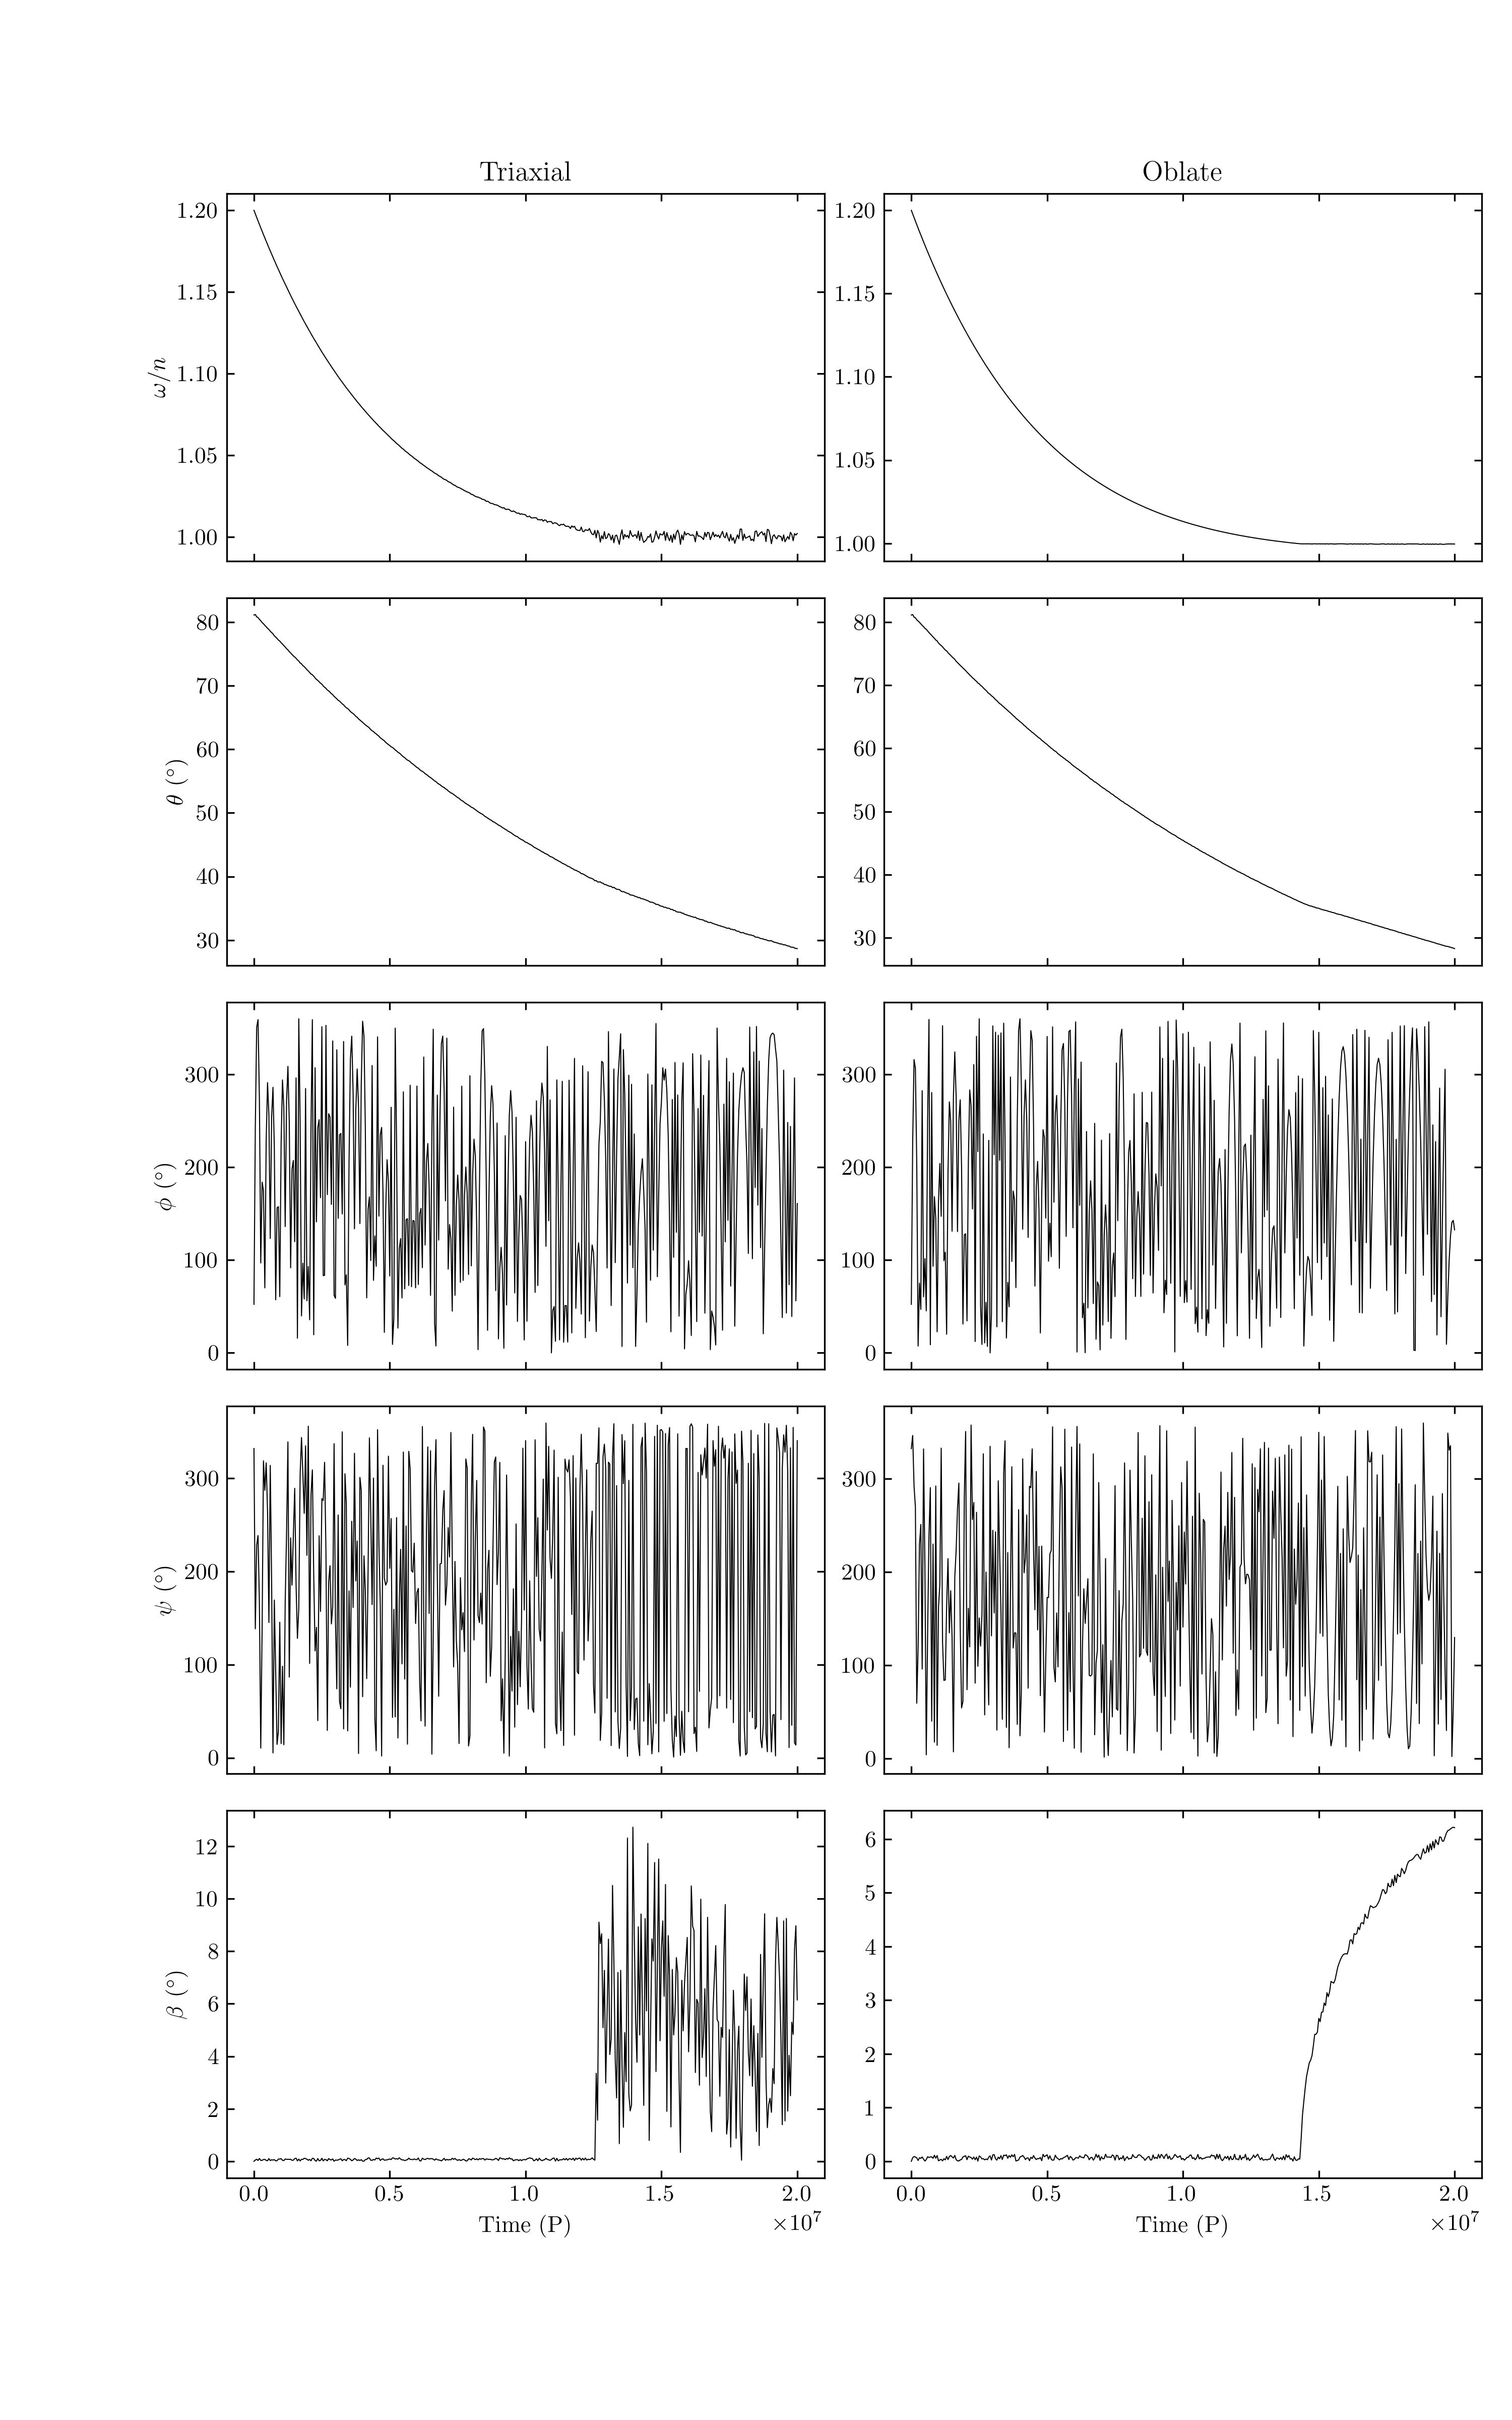 Triaxial Oblate
1.20 1.20
1.15 1.15
ω/n 1.10 1.10
1.05 1.05
1.00 1.00
80 80
70 70
60 60
θ (°)
50 50
40 40
30 30
300 300
φ (°) 200 200
100 100
0 0
300 300
ψ (°) 200 200
100 100
0 0
12 6
10 5
8 4
β (°)
6 3
4 2
2 1
0 0
0.0 0.5 1.0 1.5 2.0 0.0 0.5 1.0 1.5 2.0
Time (P) ×10⁷ Time (P) ×10⁷